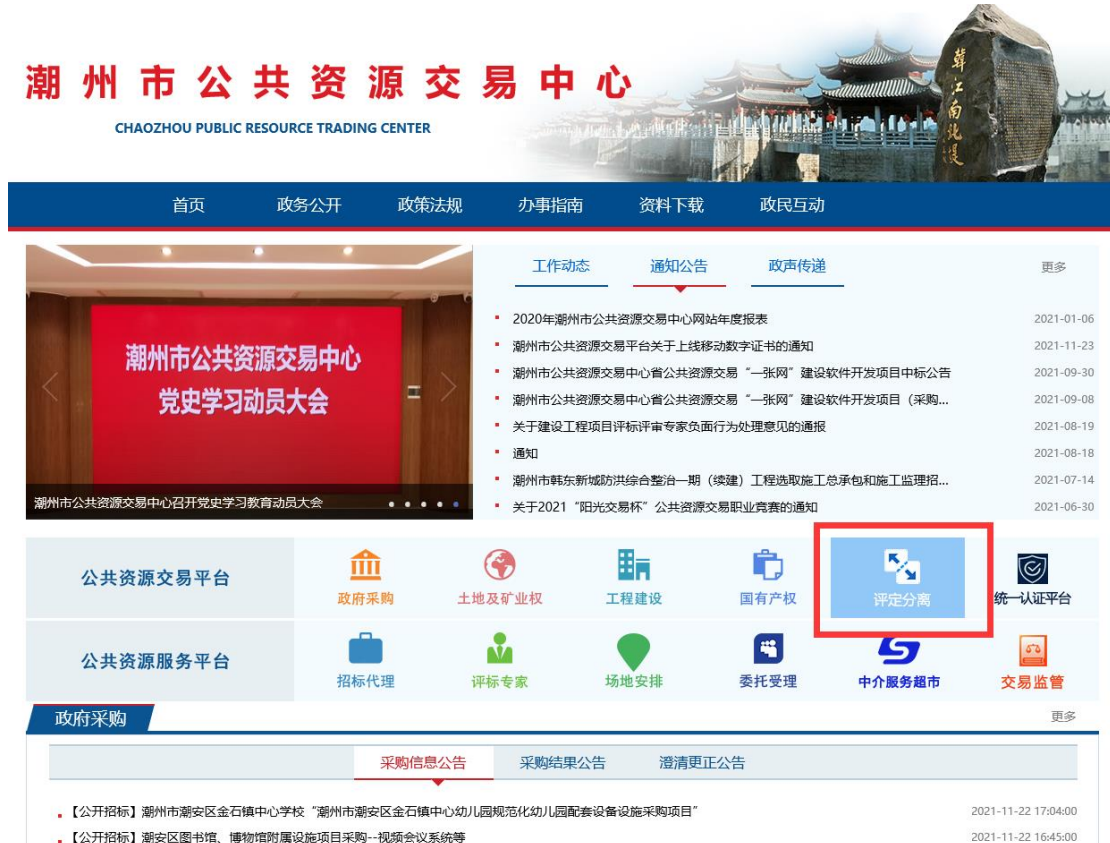 潮州市公共资源交易中心
CHAOZHOU PUBLIC RESOURCE TRADING CENTER
韓江南北堤
首页 政务公开 政策法规 办事指南 资料下载 政民互动
潮州市公共资源交易中心
党史学习动员大会
潮州市公共资源交易中心召开党史学习教育动员大会
工作动态 通知公告 政声传递 更多
2020年潮州市公共资源交易中心网站年度报表 2021-01-06
潮州市公共资源交易平台关于上线移动数字证书的通知 2021-11-23
潮州市公共资源交易中心省公共资源交易“一张网”建设软件开发项目中标公告 2021-09-30
潮州市公共资源交易中心省公共资源交易“一张网”建设软件开发项目（采购... 2021-09-08
关于建设工程项目评标评审专家负面行为处理意见的通报 2021-08-19
通知 2021-08-18
潮州市韩东新城防洪综合整治一期（续建）工程选取施工总承包和施工监理招... 2021-07-14
关于2021“阳光交易杯”公共资源交易职业竞赛的通知 2021-06-30
公共资源交易平台 政府采购 土地及矿业权 工程建设 国有产权 评定分离 统一认证平台
公共资源服务平台 招标代理 评标专家 场地安排 委托受理 中介服务超市 交易监管
政府采购 更多
采购信息公告 采购结果公告 澄清更正公告
【公开招标】潮州市潮安区金石镇中心学校“潮州市潮安区金石镇中心幼儿园规范化幼儿园配套设备设施采购项目” 2021-11-22 17:04:00
【公开招标】潮安区图书馆、博物馆附属设施项目采购--视频会议系统等 2021-11-22 16:45:00